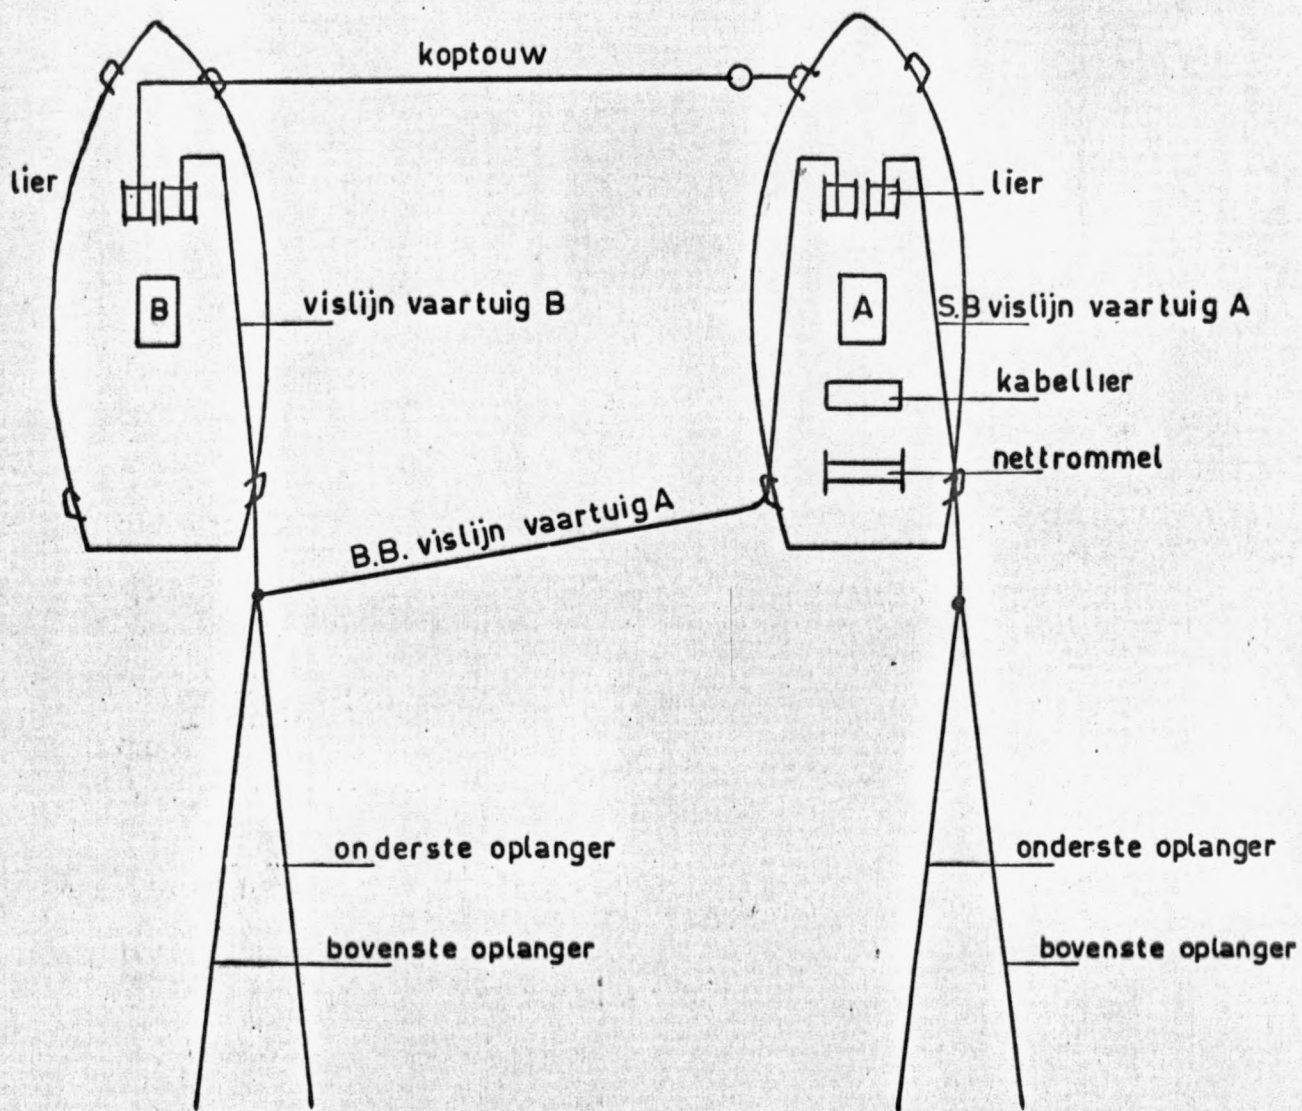 koptouw
lier
lier
B
vislijn vaartuig B
A
S.B vislijn vaartuig A
kabellier
nettrommel
B.B. vislijn vaartuig A
onderste oplanger
onderste oplanger
bovenste oplanger
bovenste oplanger